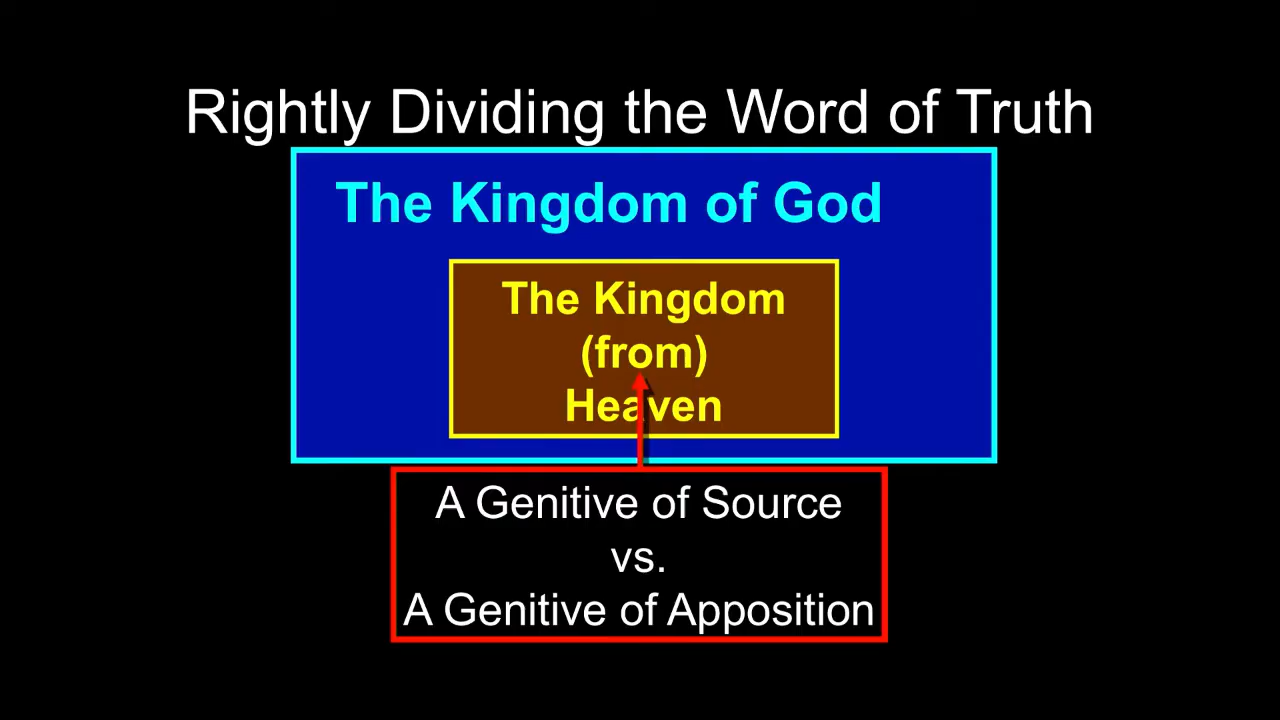 Rightly Dividing the Word of Truth
The Kingdom of God
The Kingdom
(from)
Heaven
A Genitive of Source
vs.
A Genitive of Apposition